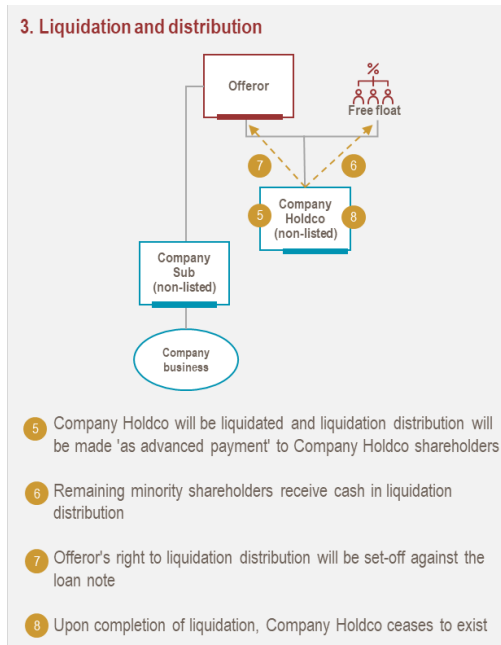 3. Liquidation and distribution
Offeror
%
Free float
7
6
5
Company
Holdco
(non-listed)
8
Company
Sub
(non-listed)
Company
business
5 Company Holdco will be liquidated and liquidation distribution will
be made 'as advanced payment' to Company Holdco shareholders
6 Remaining minority shareholders receive cash in liquidation
distribution
7 Offeror's right to liquidation distribution will be set-off against the
loan note
8 Upon completion of liquidation, Company Holdco ceases to exist